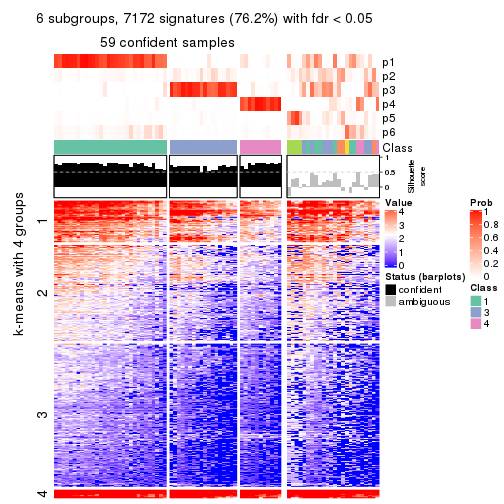 6 subgroups, 7172 signatures (76.2%) with fdr < 0.05
59 confident samples
p1
p2
p3
p4
p5
p6
Class
1
0.5
0
Silhouette
score
k-means with 4 groups
1
2
3
4
Value
4
3
2
1
0
Status (barplots)
confident
ambiguous
Prob
1
0.8
0.6
0.4
0.2
0
Class
1
3
4